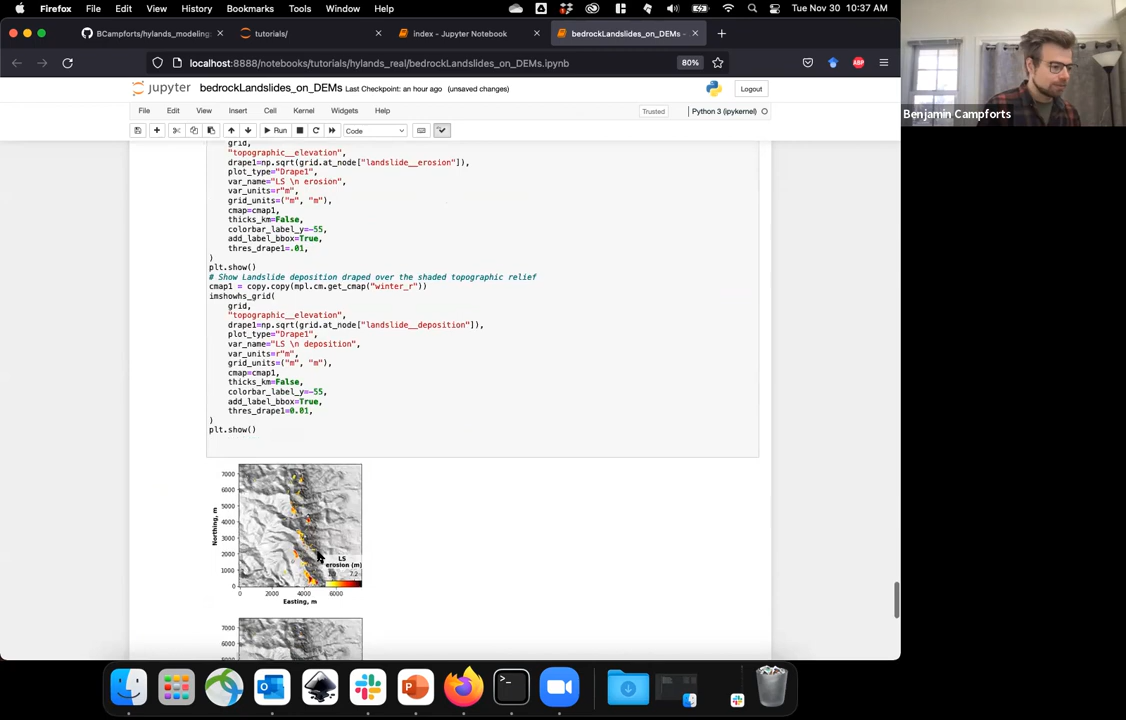 Firefox File Edit View History Bookmarks Tools Window Help Tue Nov 30 10:37 AM
BCampforts/hylands_modeling: tutorials/ index - Jupyter Notebook bedrockLandslides_on_DEMs -
localhost:8888/notebooks/tutorials/hylands_real/bedrockLandslides_on_DEMs.ipynb 80% ABP
Benjamin Campforts
jupyter bedrockLandslides_on_DEMs Last Checkpoint: an hour ago (unsaved changes) Logout
File Edit View Insert Cell Kernel Widgets Help Trusted Python 3 (ipykernel)
Run Code
grid,
"topographic__elevation",
drape1=np.sqrt(grid.at_node["landslide__erosion"]),
plot_type="Drape1",
var_name="LS \n erosion",
var_units=r"m",
grid_units=("m", "m"),
cmap=cmap1,
thicks_km=False,
colorbar_label_y=-55,
add_label_bbox=True,
thres_drape1=.01,
)
plt.show()
# Show Landslide deposition draped over the shaded topographic relief
cmap1 = copy.copy(mpl.cm.get_cmap("winter_r"))
imshowhs_grid(
grid,
"topographic__elevation",
drape1=np.sqrt(grid.at_node["landslide__deposition"]),
plot_type="Drape1",
var_name="LS \n deposition",
var_units=r"m",
grid_units=("m", "m"),
cmap=cmap1,
thicks_km=False,
colorbar_label_y=-55,
add_label_bbox=True,
thres_drape1=0.01,
)
plt.show()
7000
6000
5000
4000
3000
2000
1000
0
Northing, m
LS
erosion (m)
7.2
0 2000 4000 6000
Easting, m
7000
6000